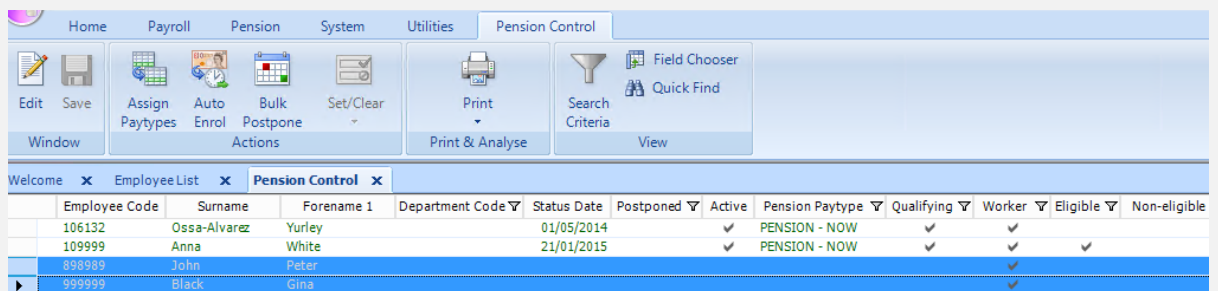 Home Payroll Pension System Utilities Pension Control
Field Chooser
Quick Find
Edit Save Assign Auto Bulk Set/Clear Print Search
Paytypes Enrol Postpone Criteria
Window Actions Print & Analyse View
Welcome x Employee List x Pension Control x
Employee Code Surname Forename 1 Department Code Status Date Postponed Active Pension Paytype Qualifying Worker Eligible Non-eligible
106132 Ossa-Alvarez Yurley 01/05/2014 PENSION - NOW
109999 Anna White 21/01/2015 PENSION - NOW
898989 John Peter
999999 Black Gina